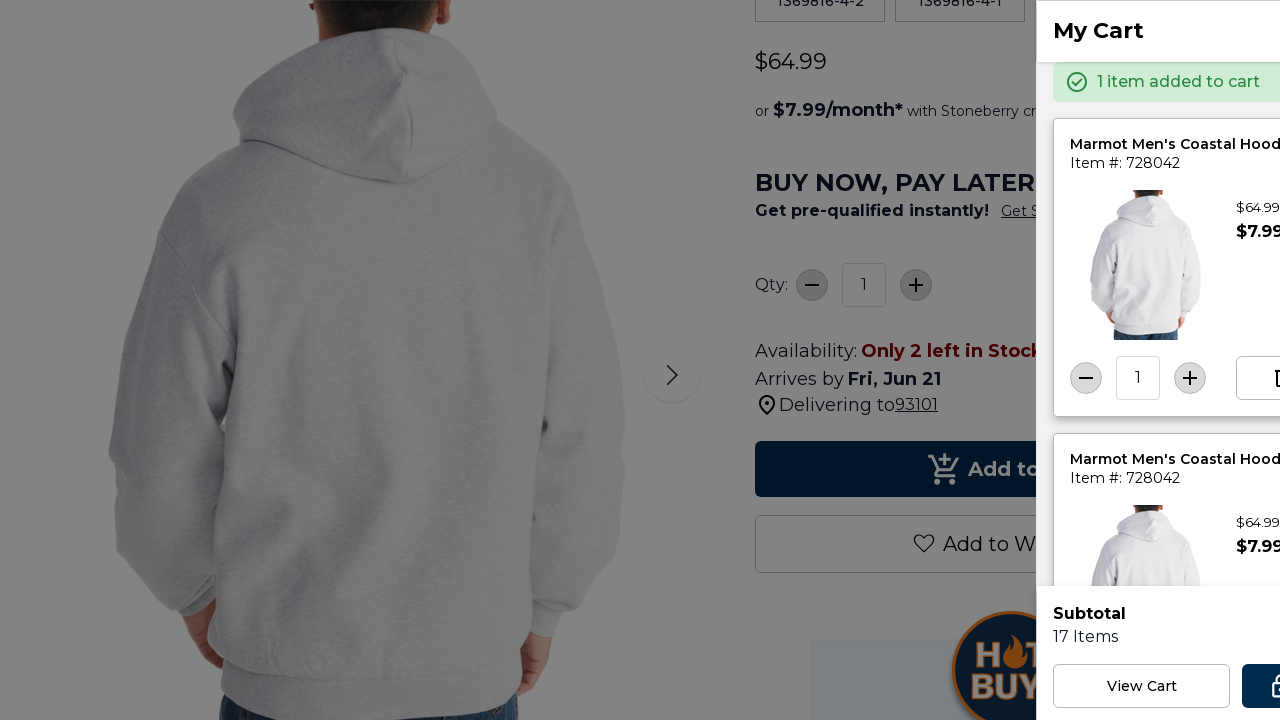 1369816-4-2
1369816-4-1
$64.99
or $7.99/month* with Stoneberry
BUY NOW, PAY LATER
Get pre-qualified instantly! Get
Qty: 1
Availability: Only 2 left in Stock
Arrives by Fri, Jun 21
Delivering to 93101
Add to
Add to
HOT
BUY
My Cart
1 item added to cart
Marmot Men's Coastal
Item #: 728042
$64.99
$7.99
1
Marmot Men's Coastal
Item #: 728042
$64.99
$7.99
Subtotal
17 Items
View Cart